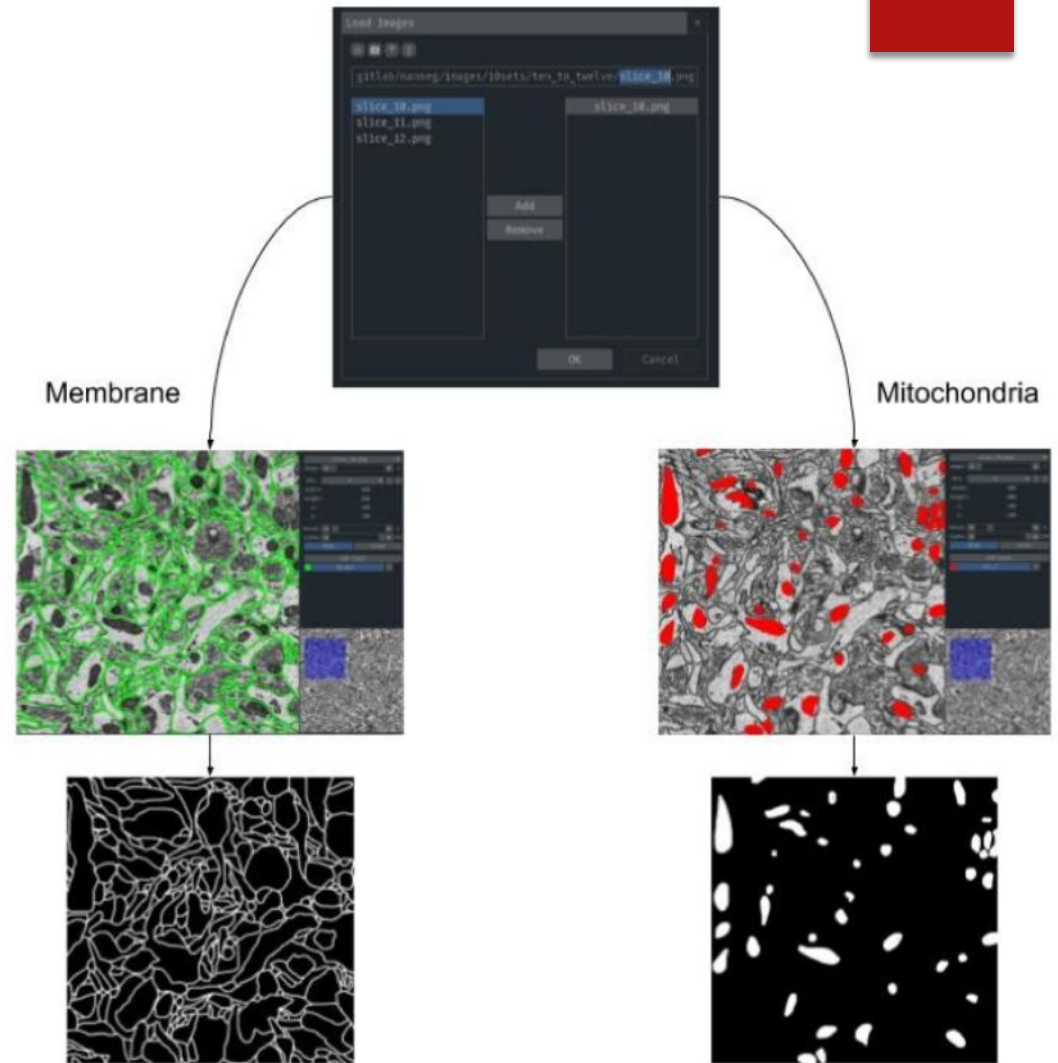 Load Images
gitlab/nanoseg/images/10sets/ten_to_twelve/slice_10.png
slice_10.png
slice_11.png
slice_12.png
slice_10.png
Add
Remove
OK
Cancel
Membrane
Mitochondria